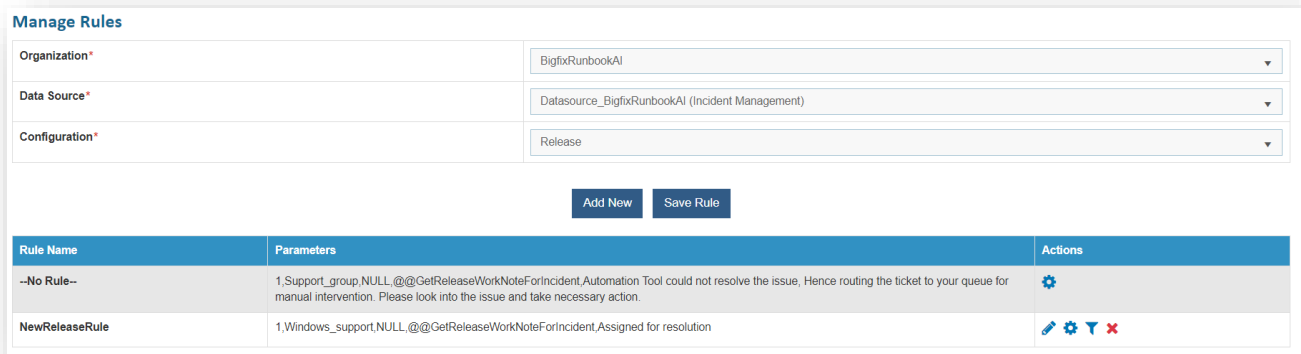 Manage Rules
Organization*
BigfixRunbookAI
Data Source*
Datasource_BigfixRunbookAI (Incident Management)
Configuration*
Release
Add New Save Rule
Rule Name Parameters Actions
--No Rule-- 1,Support_group,NULL,@@GetReleaseWorkNoteForIncident,Automation Tool could not resolve the issue, Hence routing the ticket to your queue for
manual intervention. Please look into the issue and take necessary action.
NewReleaseRule 1,Windows_support,NULL,@@GetReleaseWorkNoteForIncident,Assigned for resolution